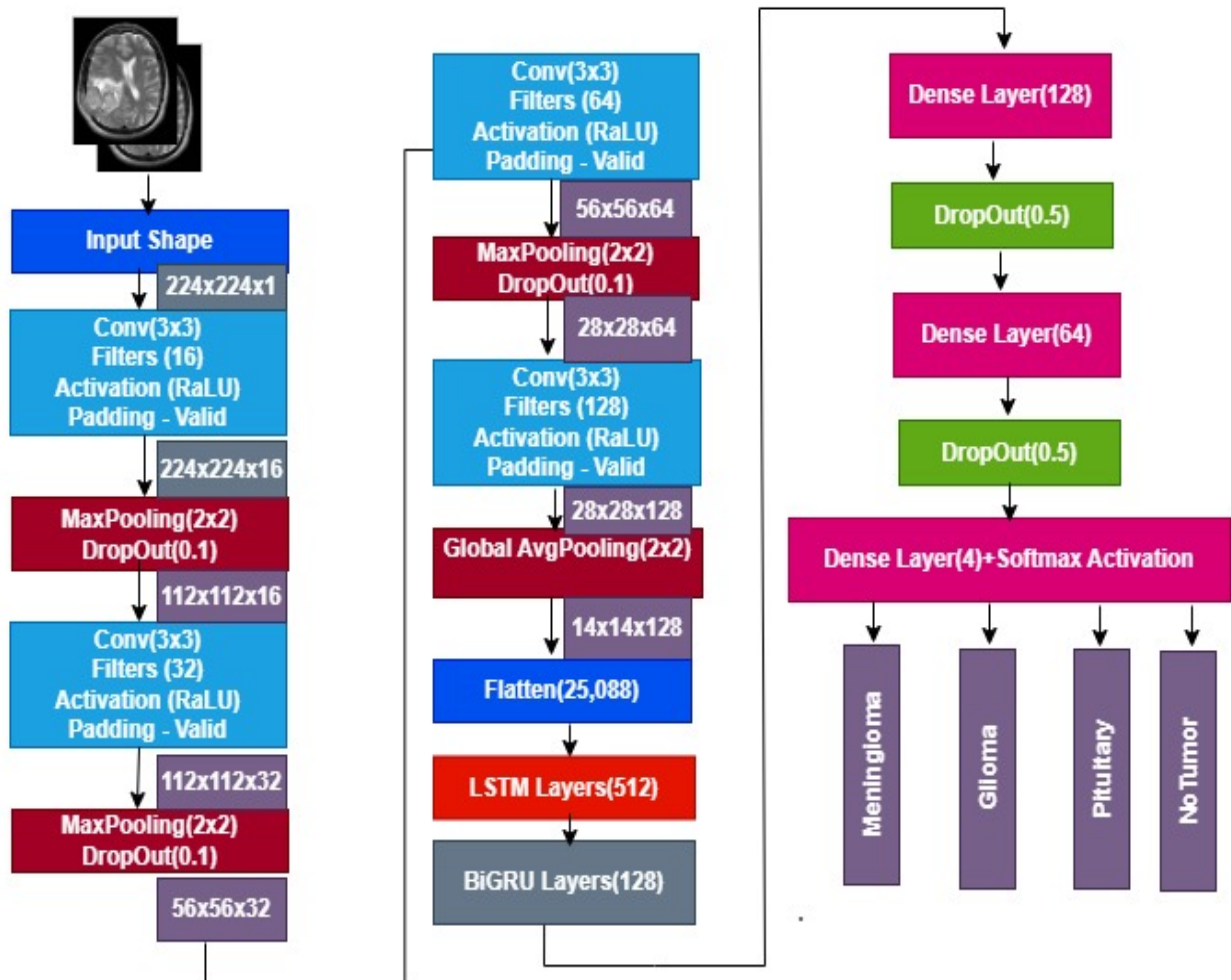 Input Shape
224x224x1
Conv(3x3)
Filters (16)
Activation (RaLU)
Padding - Valid
224x224x16
MaxPooling(2x2)
DropOut(0.1)
112x112x16
Conv(3x3)
Filters (32)
Activation (RaLU)
Padding - Valid
112x112x32
MaxPooling(2x2)
DropOut(0.1)
56x56x32
Conv(3x3)
Filters (64)
Activation (RaLU)
Padding - Valid
56x56x64
MaxPooling(2x2)
DropOut(0.1)
28x28x64
Conv(3x3)
Filters (128)
Activation (RaLU)
Padding - Valid
28x28x128
Global AvgPooling(2x2)
14x14x128
Flatten(25,088)
LSTM Layers(512)
BiGRU Layers(128)
Dense Layer(128)
DropOut(0.5)
Dense Layer(64)
DropOut(0.5)
Dense Layer(4)+Softmax Activation
Meningloma
Glioma
Pituitary
NoTumor